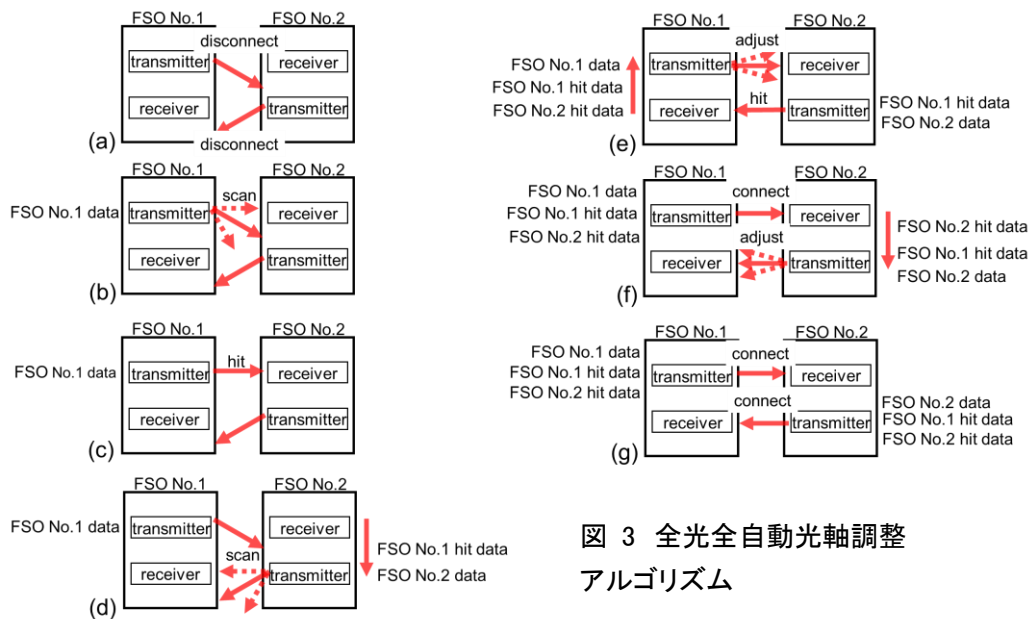 FSO No.1 FSO No.2
disconnect
transmitter receiver
receiver transmitter
(a) disconnect
FSO No.1 FSO No.2
scan
FSO No.1 data transmitter receiver
receiver transmitter
(b)
FSO No.1 FSO No.2
hit
FSO No.1 data transmitter receiver
receiver transmitter
(c)
FSO No.1 FSO No.2
FSO No.1 data transmitter receiver
FSO No.1 hit data
scan
receiver transmitter FSO No.2 data
(d)
FSO No.1 FSO No.2
adjust
FSO No.1 data transmitter receiver
FSO No.1 hit data
hit
FSO No.2 hit data receiver transmitter FSO No.1 hit data
FSO No.2 data
(e)
FSO No.1 FSO No.2
FSO No.1 data connect
FSO No.1 hit data transmitter receiver
FSO No.2 hit data
FSO No.2 hit data adjust
FSO No.1 hit data
receiver transmitter
FSO No.2 data
(f)
FSO No.1 FSO No.2
FSO No.1 data connect
FSO No.1 hit data transmitter receiver
FSO No.2 hit data
connect FSO No.2 data
receiver transmitter FSO No.1 hit data
FSO No.2 hit data
(g)
図 3 全光全自動光軸調整
アルゴリズム